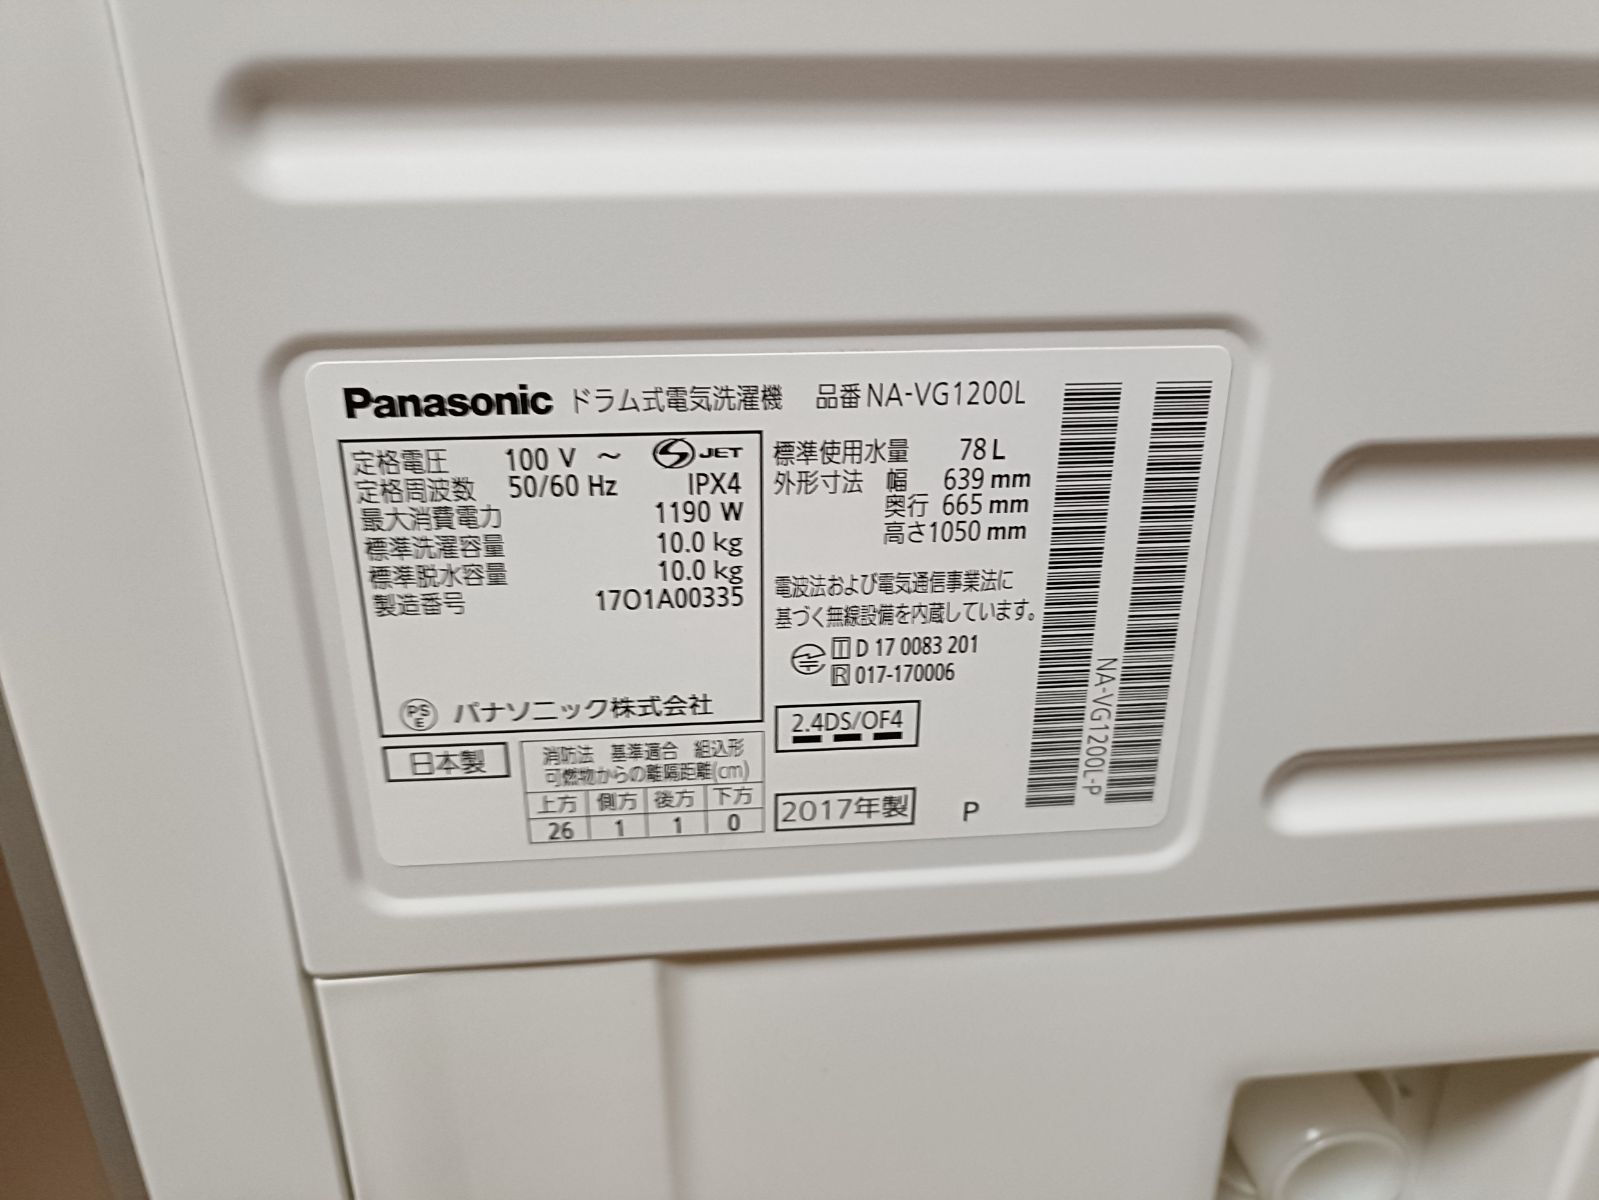 Panasonic ドラム式電気洗濯機 品番 NA-VG1200L
定格電圧 100 V ～ S JET
定格周波数 50/60 Hz IPX4
最大消費電力 1190 W
標準洗濯容量 10.0 kg
標準脱水容量 10.0 kg
製造番号 17O1A00335
PS E パナソニック株式会社
日本製
消防法 基準適合 組込形
可燃物からの離隔距離(cm)
上方 側方 後方 下方
26 1 1 0
標準使用水量 78 L
外形寸法 幅 639 mm
奥行 665 mm
高さ1050 mm
電波法および電気通信事業法に
基づく無線設備を内蔵しています。
T D 17 0083 201
R 017-170006
2.4DS/OF4
2017年製 P
NA-VG1200L-P